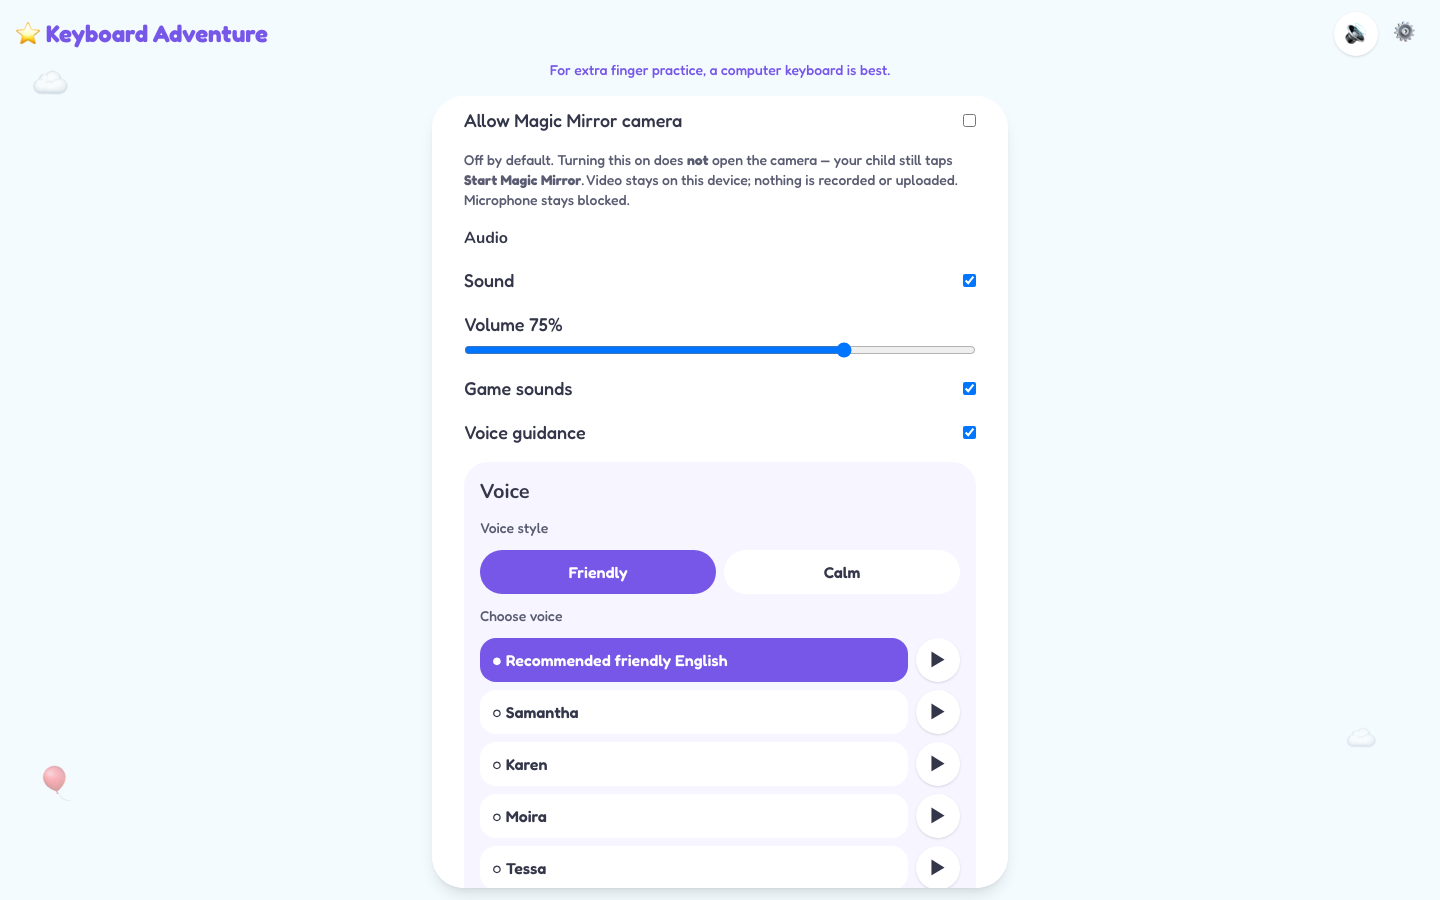 Keyboard Adventure
For extra finger practice, a computer keyboard is best.
Allow Magic Mirror camera
Off by default. Turning this on does not open the camera — your child still taps
Start Magic Mirror. Video stays on this device; nothing is recorded or uploaded.
Microphone stays blocked.
Audio
Sound
Volume 75%
Game sounds
Voice guidance
Voice
Voice style
Friendly
Calm
Choose voice
Recommended friendly English
Samantha
Karen
Moira
Tessa